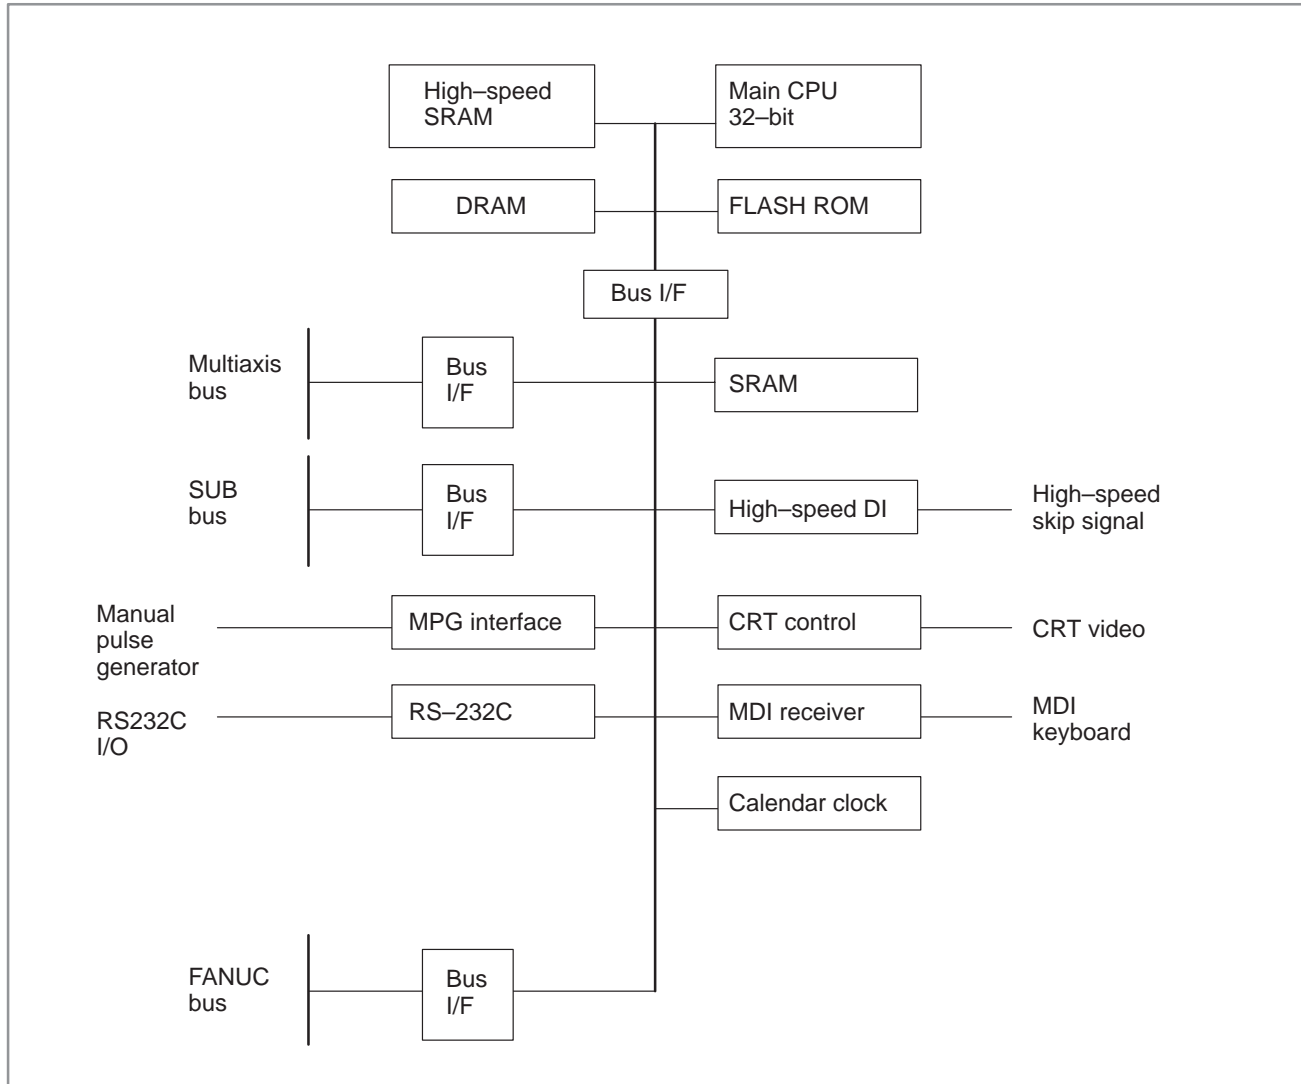 High–speed
SRAM
Main CPU
32–bit
DRAM
FLASH ROM
Bus I/F
Multiaxis
bus
Bus
I/F
SRAM
SUB
bus
Bus
I/F
High–speed DI
High–speed
skip signal
Manual
pulse
generator
MPG interface
CRT control
CRT video
RS232C
I/O
RS–232C
MDI receiver
MDI
keyboard
Calendar clock
FANUC
bus
Bus
I/F